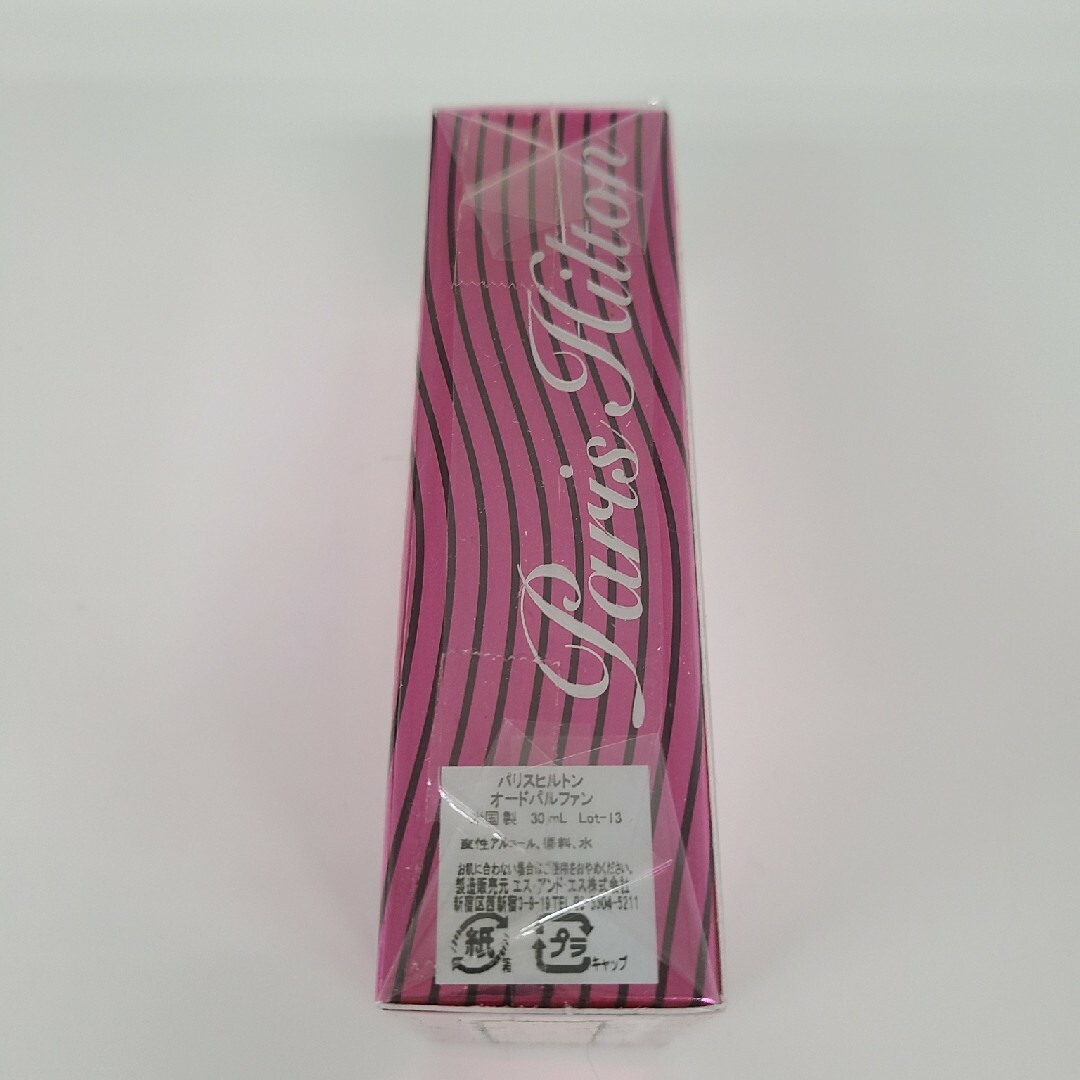 Paris Hilton
パリスヒルトン
オードパルファン
国製 30mL Lot-13
変性アルコール、香料、水
お肌に合わない場合はご使用をおやめください。
製造販売元 エス・アンド・エス株式会社
新宿区西新宿3-9-19 TEL 3304-5211
紙
箱
プラ
キャップ